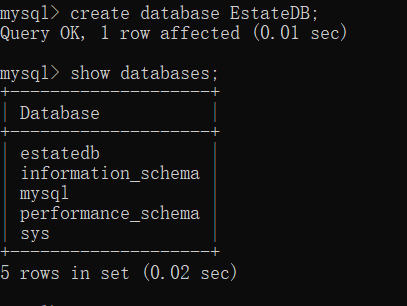 mysql> create database EstateDB;
Query OK, 1 row affected (0.01 sec)
mysql> show databases;
+--------------------+
| Database           |
+--------------------+
| estatedb           |
| information_schema |
| mysql              |
| performance_schema |
| sys                |
+--------------------+
5 rows in set (0.02 sec)